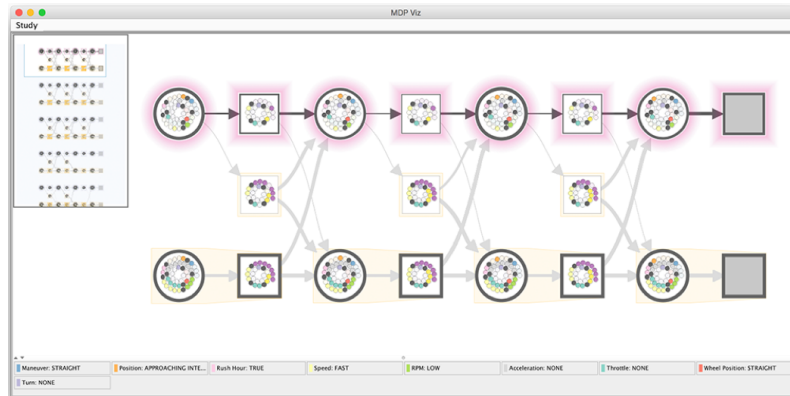 MDP Viz
Study
Maneuver: STRAIGHT
Position: APPROACHING INTE...
Rush Hour: TRUE
Speed: FAST
RPM: LOW
Acceleration: NONE
Throttle: NONE
Wheel Position: STRAIGHT
Turn: NONE